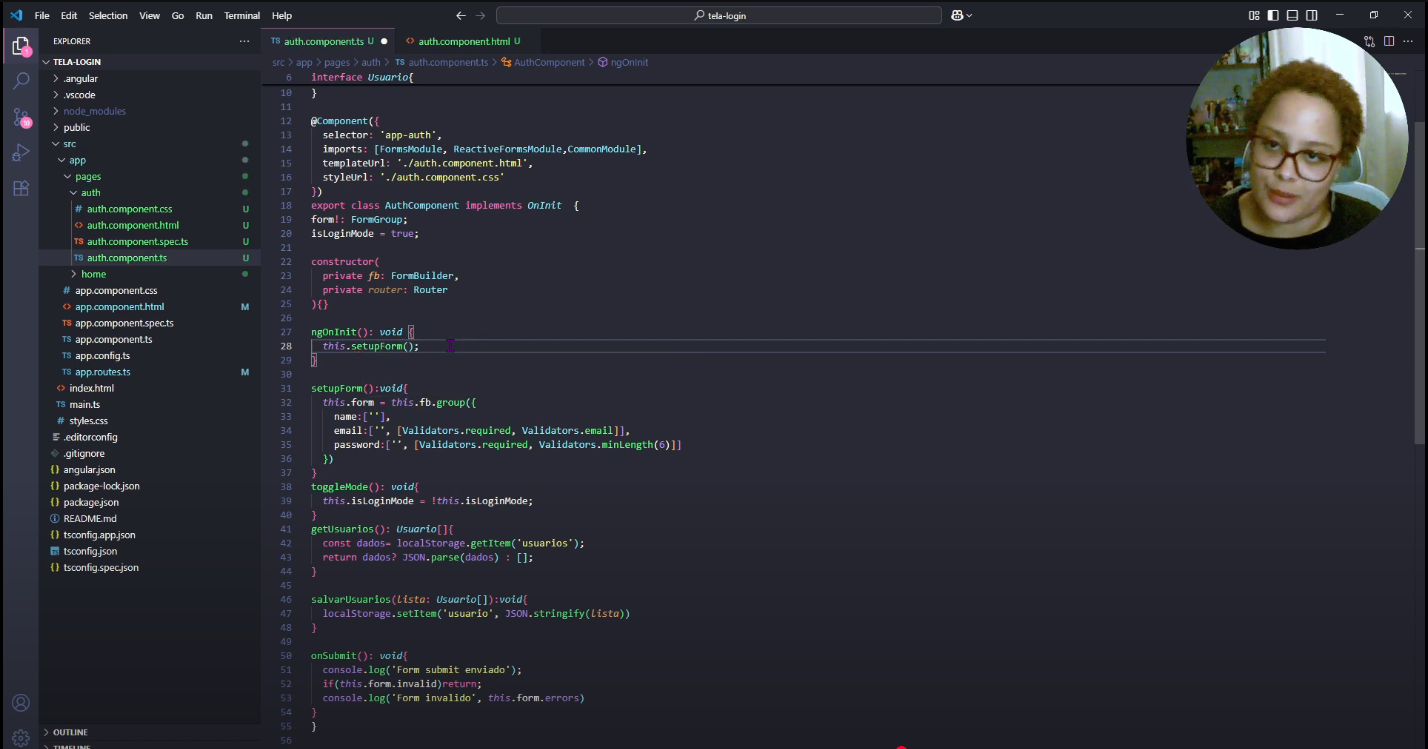 File Edit Selection View Go Run Terminal Help
tela-login
EXPLORER
TELA-LOGIN
.angular
.vscode
node_modules
public
src
app
pages
auth
auth.component.css U
auth.component.html U
auth.component.spec.ts U
auth.component.ts U
home
app.component.css
app.component.html M
app.component.spec.ts
app.component.ts
app.config.ts
app.routes.ts M
index.html
main.ts
styles.css
.editorconfig
.gitignore
angular.json
package-lock.json
package.json
README.md
tsconfig.app.json
tsconfig.json
tsconfig.spec.json
OUTLINE
TIMELINE
TS auth.component.ts U
auth.component.html U
src > app > pages > auth > TS auth.component.ts > AuthComponent > ngOnInit
6 interface Usuario{
10 }
11
12 @Component({
13 selector: 'app-auth',
14 imports: [FormsModule, ReactiveFormsModule,CommonModule],
15 templateUrl: './auth.component.html',
16 styleUrl: './auth.component.css'
17 })
18 export class AuthComponent implements OnInit {
19 form!: FormGroup;
20 isLoginMode = true;
21
22 constructor(
23 private fb: FormBuilder,
24 private router: Router
25 ){}
26
27 ngOnInit(): void {
28 this.setupForm();
29 }
30
31 setupForm():void{
32 this.form = this.fb.group({
33 name:[''],
34 email:['', [Validators.required, Validators.email]],
35 password:['', [Validators.required, Validators.minLength(6)]]
36 })
37 }
38 toggleMode(): void{
39 this.isLoginMode = !this.isLoginMode;
40 }
41 getUsuarios(): Usuario[]{
42 const dados= localStorage.getItem('usuarios');
43 return dados? JSON.parse(dados) : [];
44 }
45
46 salvarUsuarios(lista: Usuario[]):void{
47 localStorage.setItem('usuario', JSON.stringify(lista))
48 }
49
50 onSubmit(): void{
51 console.log('Form submit enviado');
52 if(this.form.invalid)return;
53 console.log('Form invalido', this.form.errors)
54 }
55 }
56